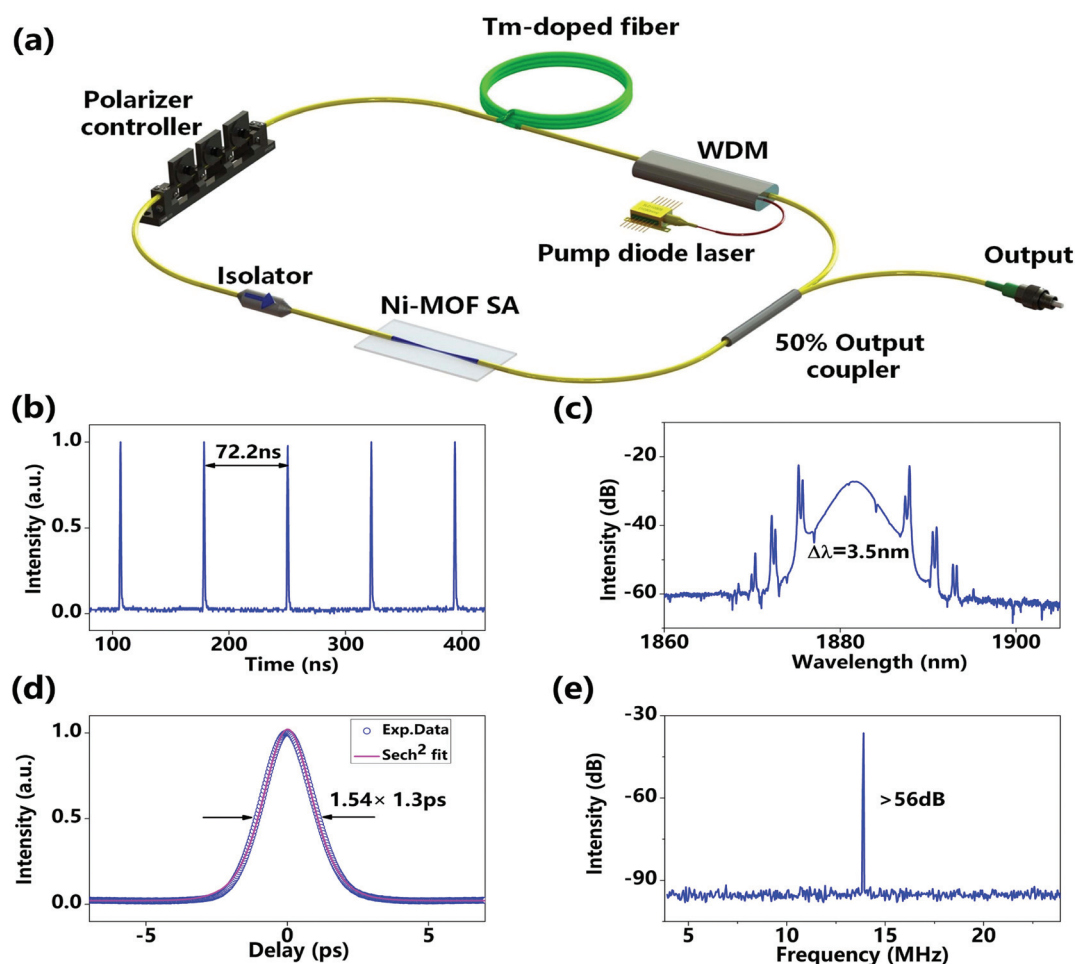 (a)
Tm-doped fiber
Polarizer
controller
WDM
Pump diode laser
Output
Isolator
Ni-MOF SA
50% Output
coupler
(b)
1.0
0.5
0.0
Intensity (a.u.)
72.2ns
100
200
300
400
Time (ns)
(c)
-20
-40
-60
Intensity (dB)
Δλ=3.5nm
1860
1880
1900
Wavelength (nm)
(d)
1.0
0.5
0.0
Intensity (a.u.)
Exp.Data
Sech² fit
1.54× 1.3ps
-5
0
5
Delay (ps)
(e)
-30
-60
-90
Intensity (dB)
>56dB
5
10
15
20
Frequency (MHz)